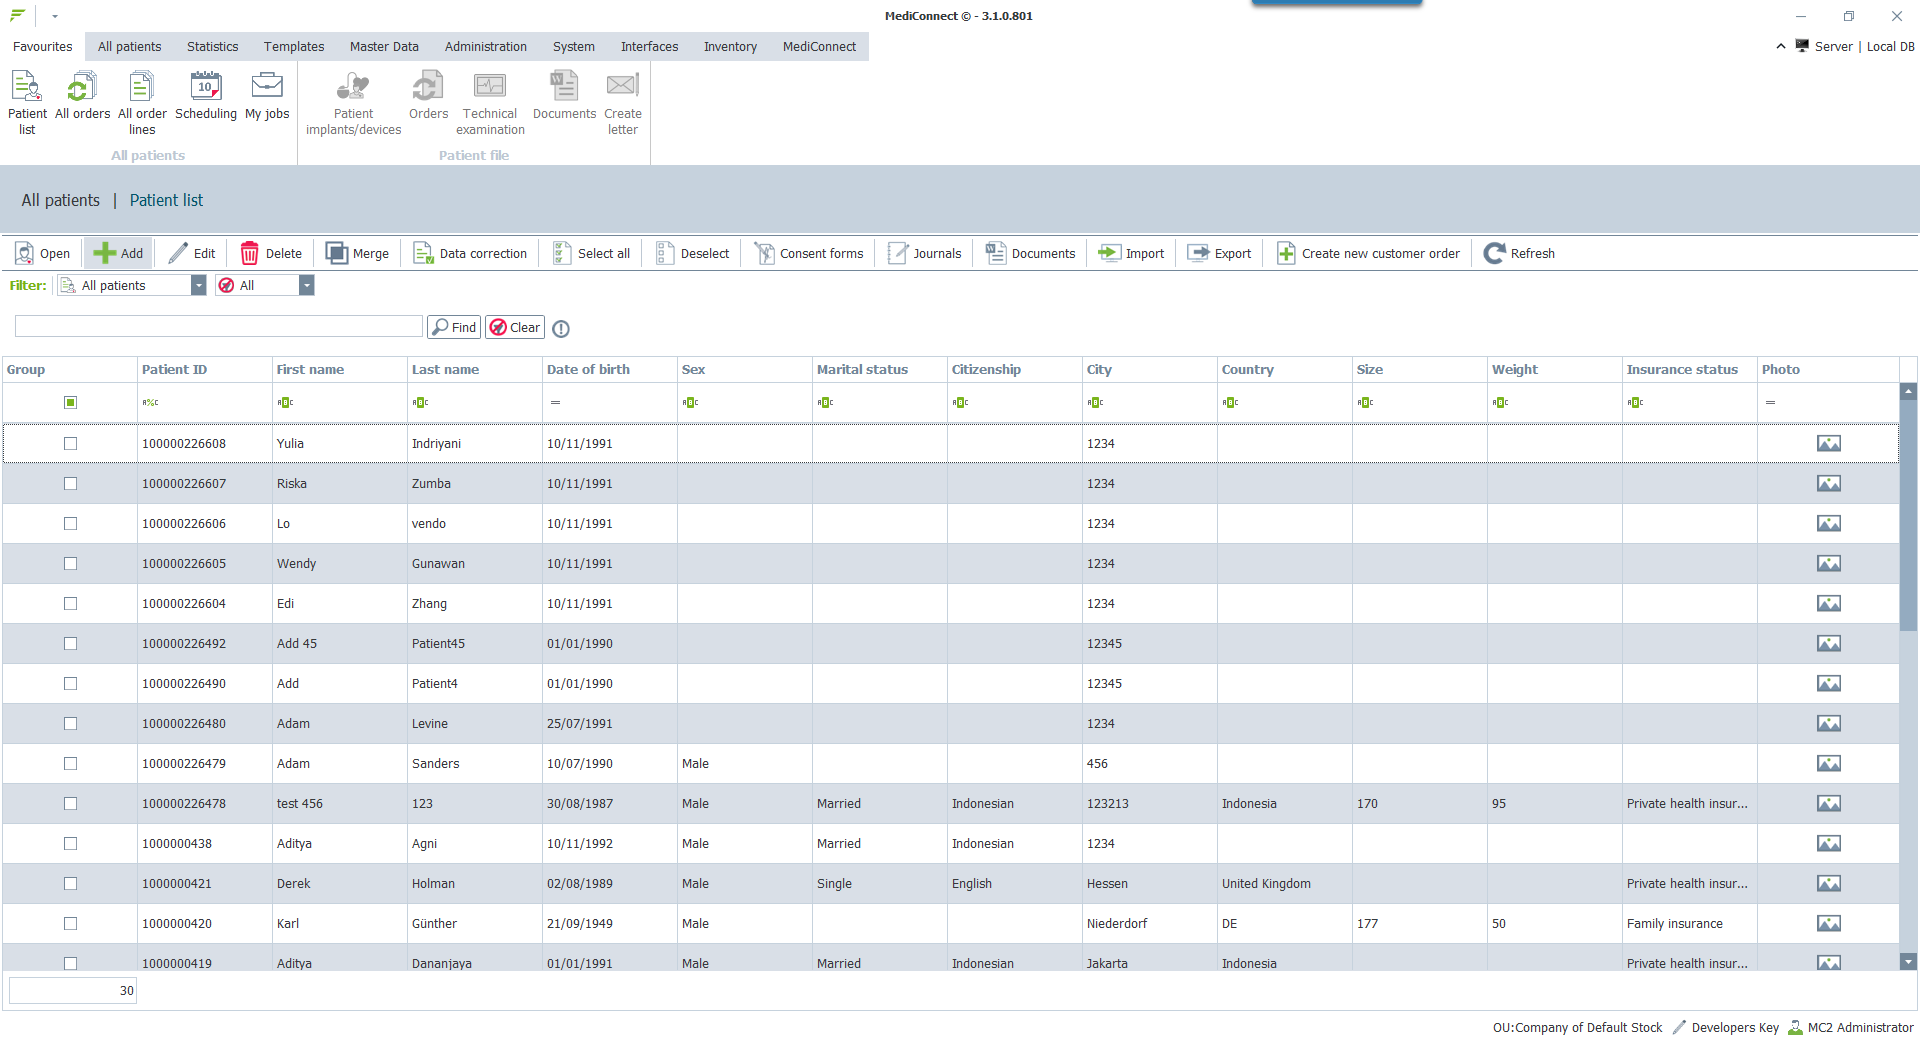 MediConnect © - 3.1.0.801
Favourites All patients Statistics Templates Master Data Administration System Interfaces Inventory MediConnect Server | Local DB
Patient list All orders All order lines Scheduling My jobs Patient implants/devices Orders Technical examination Documents Create letter
All patients Patient file
All patients | Patient list
Open Add Edit Delete Merge Data correction Select all Deselect Consent forms Journals Documents Import Export Create new customer order Refresh
Filter: All patients All
Find Clear
Group Patient ID First name Last name Date of birth Sex Marital status Citizenship City Country Size Weight Insurance status Photo
100000226608 Yulia Indriyani 10/11/1991 1234
100000226607 Riska Zumba 10/11/1991 1234
100000226606 Lo vendo 10/11/1991 1234
100000226605 Wendy Gunawan 10/11/1991 1234
100000226604 Edi Zhang 10/11/1991 1234
100000226492 Add 45 Patient45 01/01/1990 12345
100000226490 Add Patient4 01/01/1990 12345
100000226480 Adam Levine 25/07/1991 1234
100000226479 Adam Sanders 10/07/1990 Male 456
100000226478 test 456 123 30/08/1987 Male Married Indonesian 123213 Indonesia 170 95 Private health insur...
1000000438 Aditya Agni 10/11/1992 Male Married Indonesian 1234
1000000421 Derek Holman 02/08/1989 Male Single English Hessen United Kingdom Private health insur...
1000000420 Karl Günther 21/09/1949 Male Niederdorf DE 177 50 Family insurance
1000000419 Aditya Dananjaya 01/01/1991 Male Married Indonesian Jakarta Indonesia Private health insur...
30
OU:Company of Default Stock Developers Key MC2 Administrator